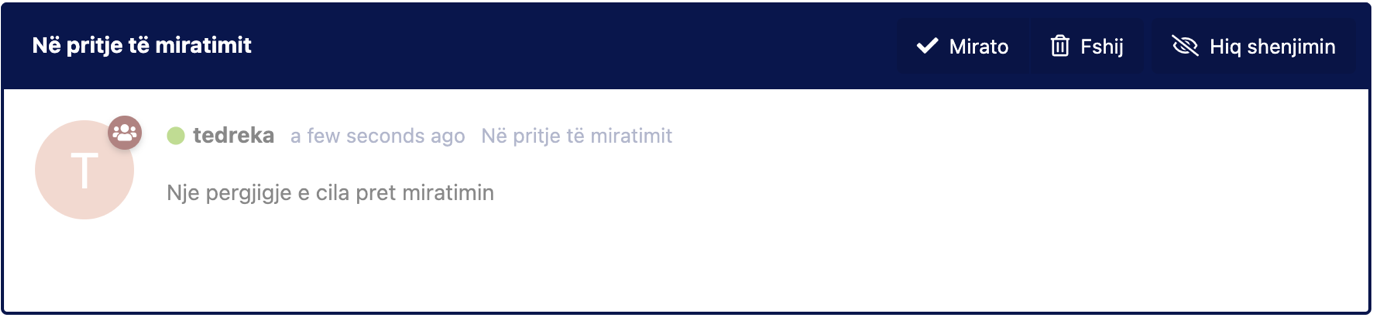 Në pritje të miratimit
Mirato
Fshij
Hiq shenjimin
T
tedreka a few seconds ago Në pritje të miratimit
Nje pergjigje e cila pret miratimin